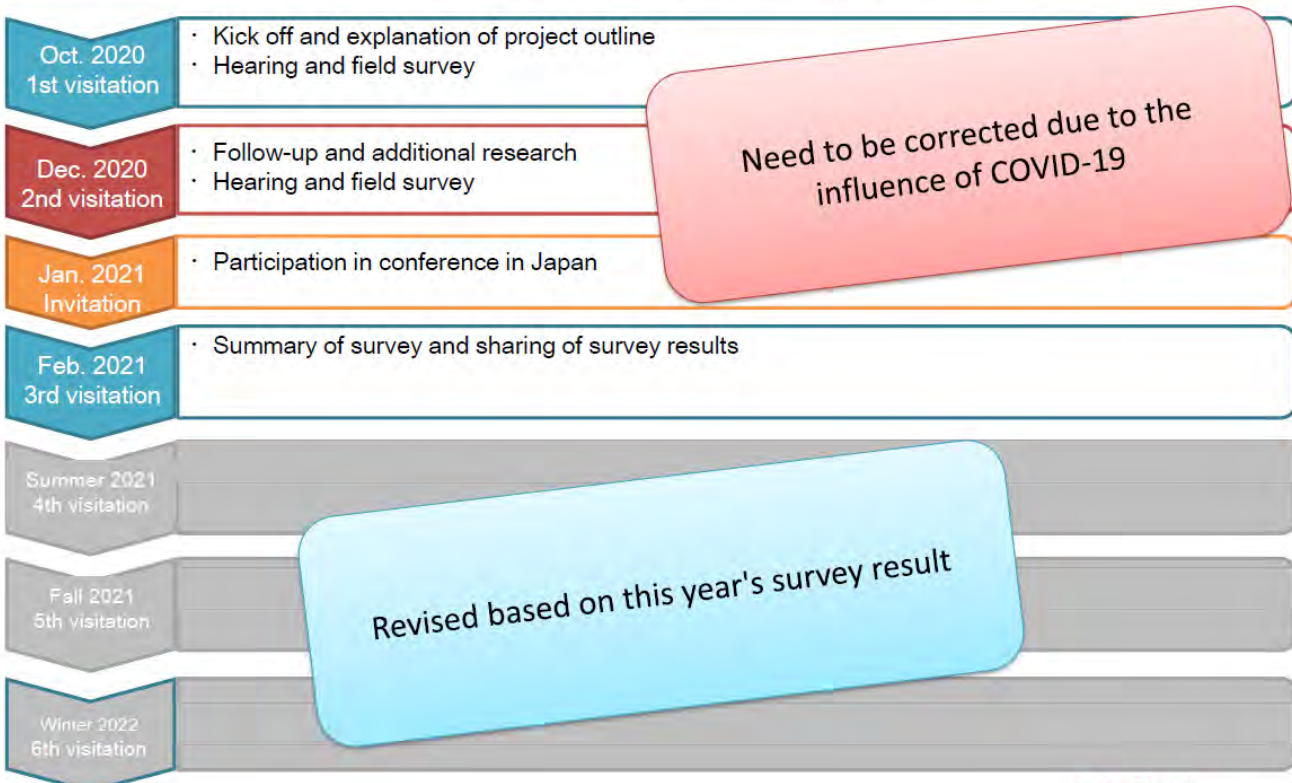 Oct. 2020
1st visitation
· Kick off and explanation of project outline
· Hearing and field survey
Need to be corrected due to the
influence of COVID-19
Dec. 2020
2nd visitation
· Follow-up and additional research
· Hearing and field survey
Jan. 2021
Invitation
· Participation in conference in Japan
Feb. 2021
3rd visitation
· Summary of survey and sharing of survey results
Summer 2021
4th visitation
Revised based on this year's survey result
Fall 2021
5th visitation
Winter 2022
6th visitation